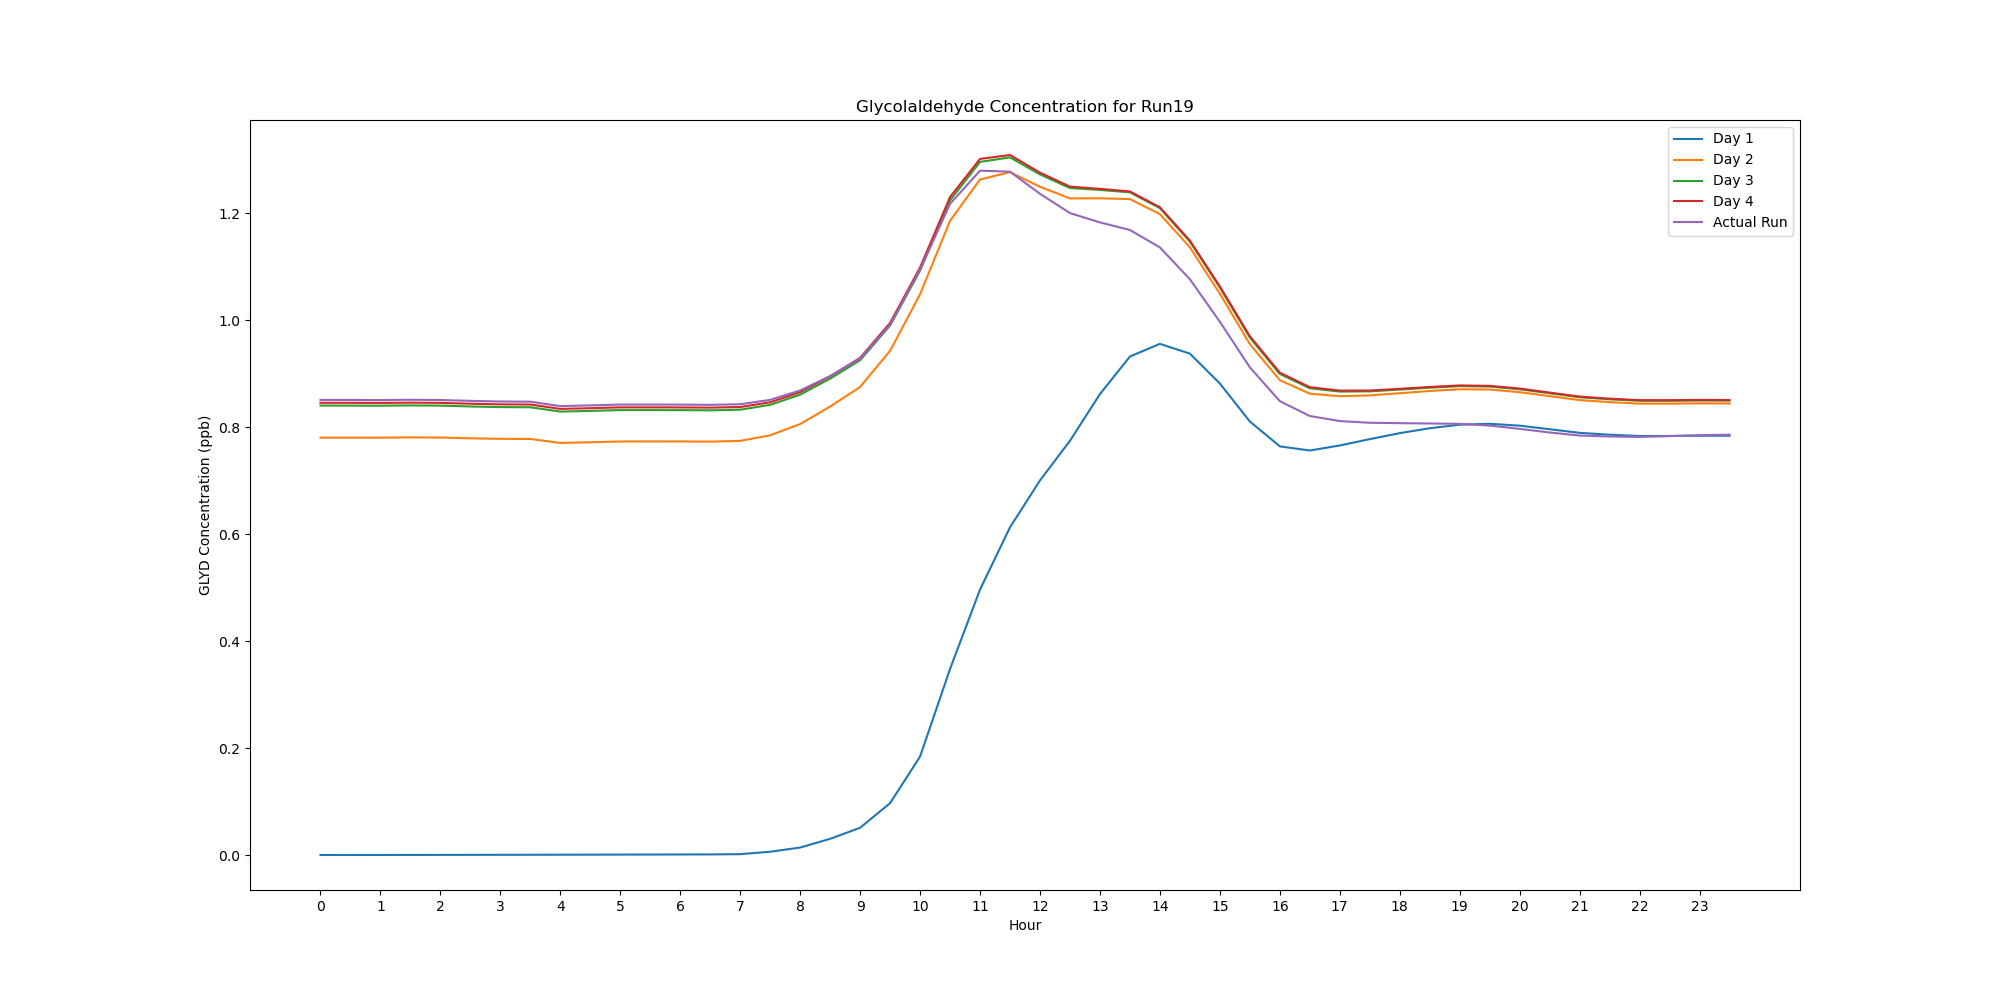 Glycolaldehyde Concentration for Run19
Day 1
Day 2
Day 3
Day 4
Actual Run
GLYD Concentration (ppb)
1.2
1.0
0.8
0.6
0.4
0.2
0.0
0 1 2 3 4 5 6 7 8 9 10 11 12 13 14 15 16 17 18 19 20 21 22 23
Hour